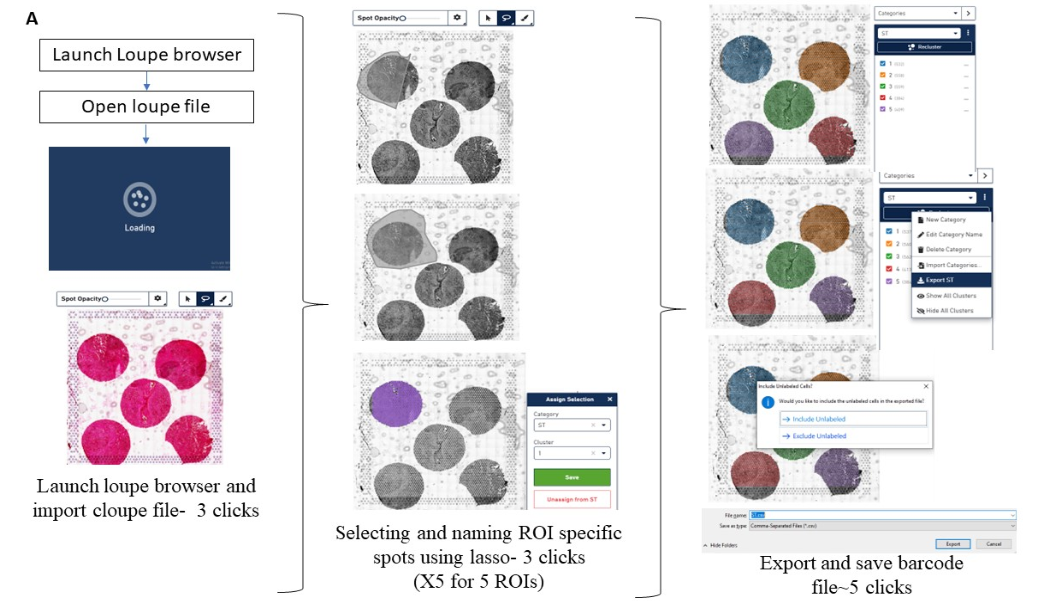 A
Launch Loupe browser
Open loupe file
Loading
Spot Opacity
Launch loupe browser and
import cloupe file- 3 clicks
Spot Opacity
Assign Selection
Category
ST
Cluster
1
Save
Unassign from ST
Selecting and naming ROI specific
spots using lasso- 3 clicks
(X5 for 5 ROIs)
Categories
ST
Recluster
1
2
3
4
5
Categories
ST
1
2
3
4
5
New Category
Edit Category Name
Delete Category
Import Categories...
Export ST
Show All Clusters
Hide All Clusters
Include Unlabeled Cells?
Would you like to include the unlabeled cells in the exported file?
Include Unlabeled
Exclude Unlabeled
File name:
Save as type: Comma-Separated Files (*.csv)
Hide Folders
Export
Cancel
Export and save barcode
file~5 clicks